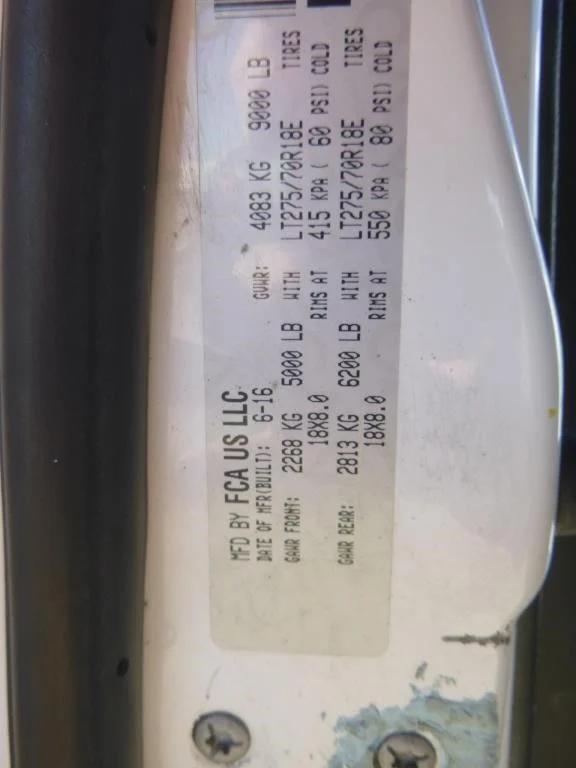 MFD BY FCA US LLC
DATE OF MFR(BUILT): 6-16 GVWR: 4083 KG 9000 LB
GAWR FRONT: 2268 KG 5000 LB WITH LT275/70R18E TIRES
18X8.0 RIMS AT 415 KPA ( 60 PSI) COLD
GAWR REAR: 2813 KG 6200 LB WITH LT275/70R18E TIRES
18X8.0 RIMS AT 550 KPA ( 80 PSI) COLD